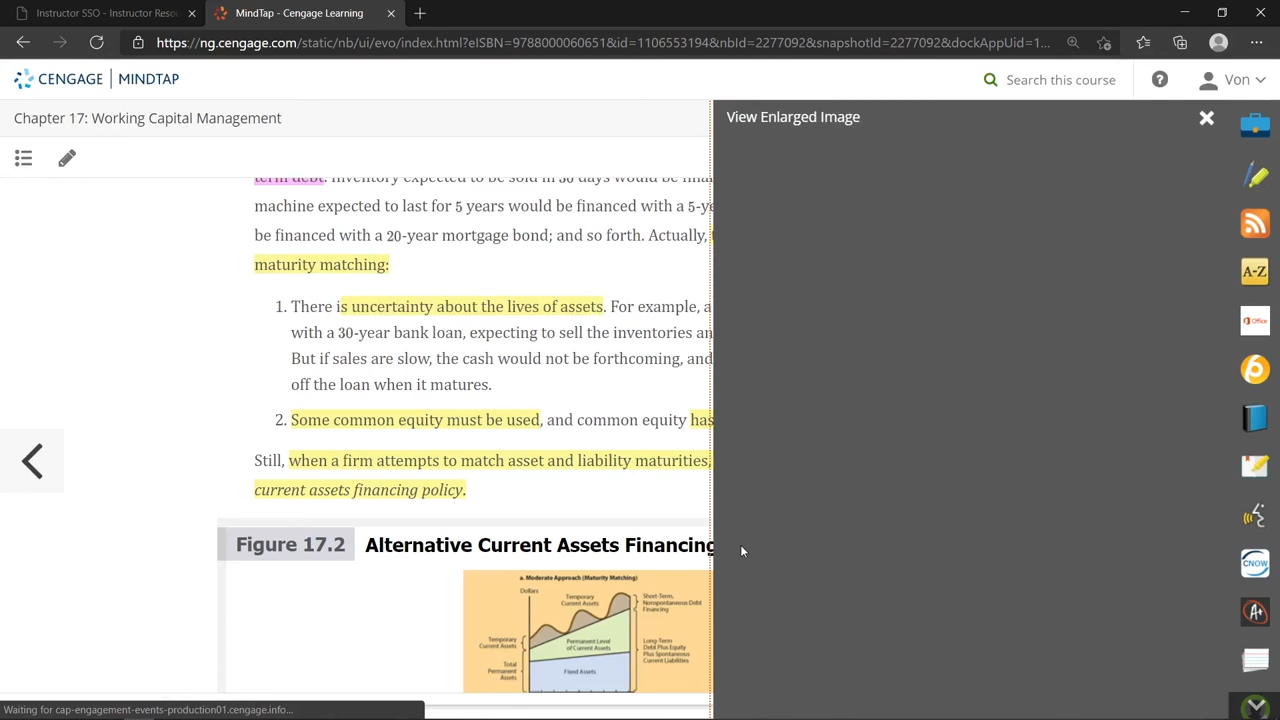 Instructor SSO - Instructor Resou
MindTap - Cengage Learning
https://ng.cengage.com/static/nb/ui/evo/index.html?eISBN=9788000060651&id=1106553194&nbId=2277092&snapshotId=2277092&dockAppUid=1...
CENGAGE | MINDTAP
Search this course
Von
Chapter 17: Working Capital Management
View Enlarged Image
term debt. Inventory expected to be sold in 30 days would be finan
machine expected to last for 5 years would be financed with a 5-ye
be financed with a 20-year mortgage bond; and so forth. Actually,
maturity matching:
1. There is uncertainty about the lives of assets. For example, a
with a 30-year bank loan, expecting to sell the inventories an
But if sales are slow, the cash would not be forthcoming, and
off the loan when it matures.
2. Some common equity must be used, and common equity has
Still, when a firm attempts to match asset and liability maturities,
current assets financing policy.
Figure 17.2 Alternative Current Assets Financing
a. Moderate Approach (Maturity Matching)
Dollars
Temporary
Current Assets
Short-Term,
Nonspontaneous Debt
Financing
Temporary
Current Assets
Permanent Level
of Current Assets
Long-Term
Debt Plus Equity
Plus Spontaneous
Current Liabilities
Total
Permanent
Assets
Fixed Assets
A-Z
Office
CNOW
A+
Waiting for cap-engagement-events-production01.cengage.info...